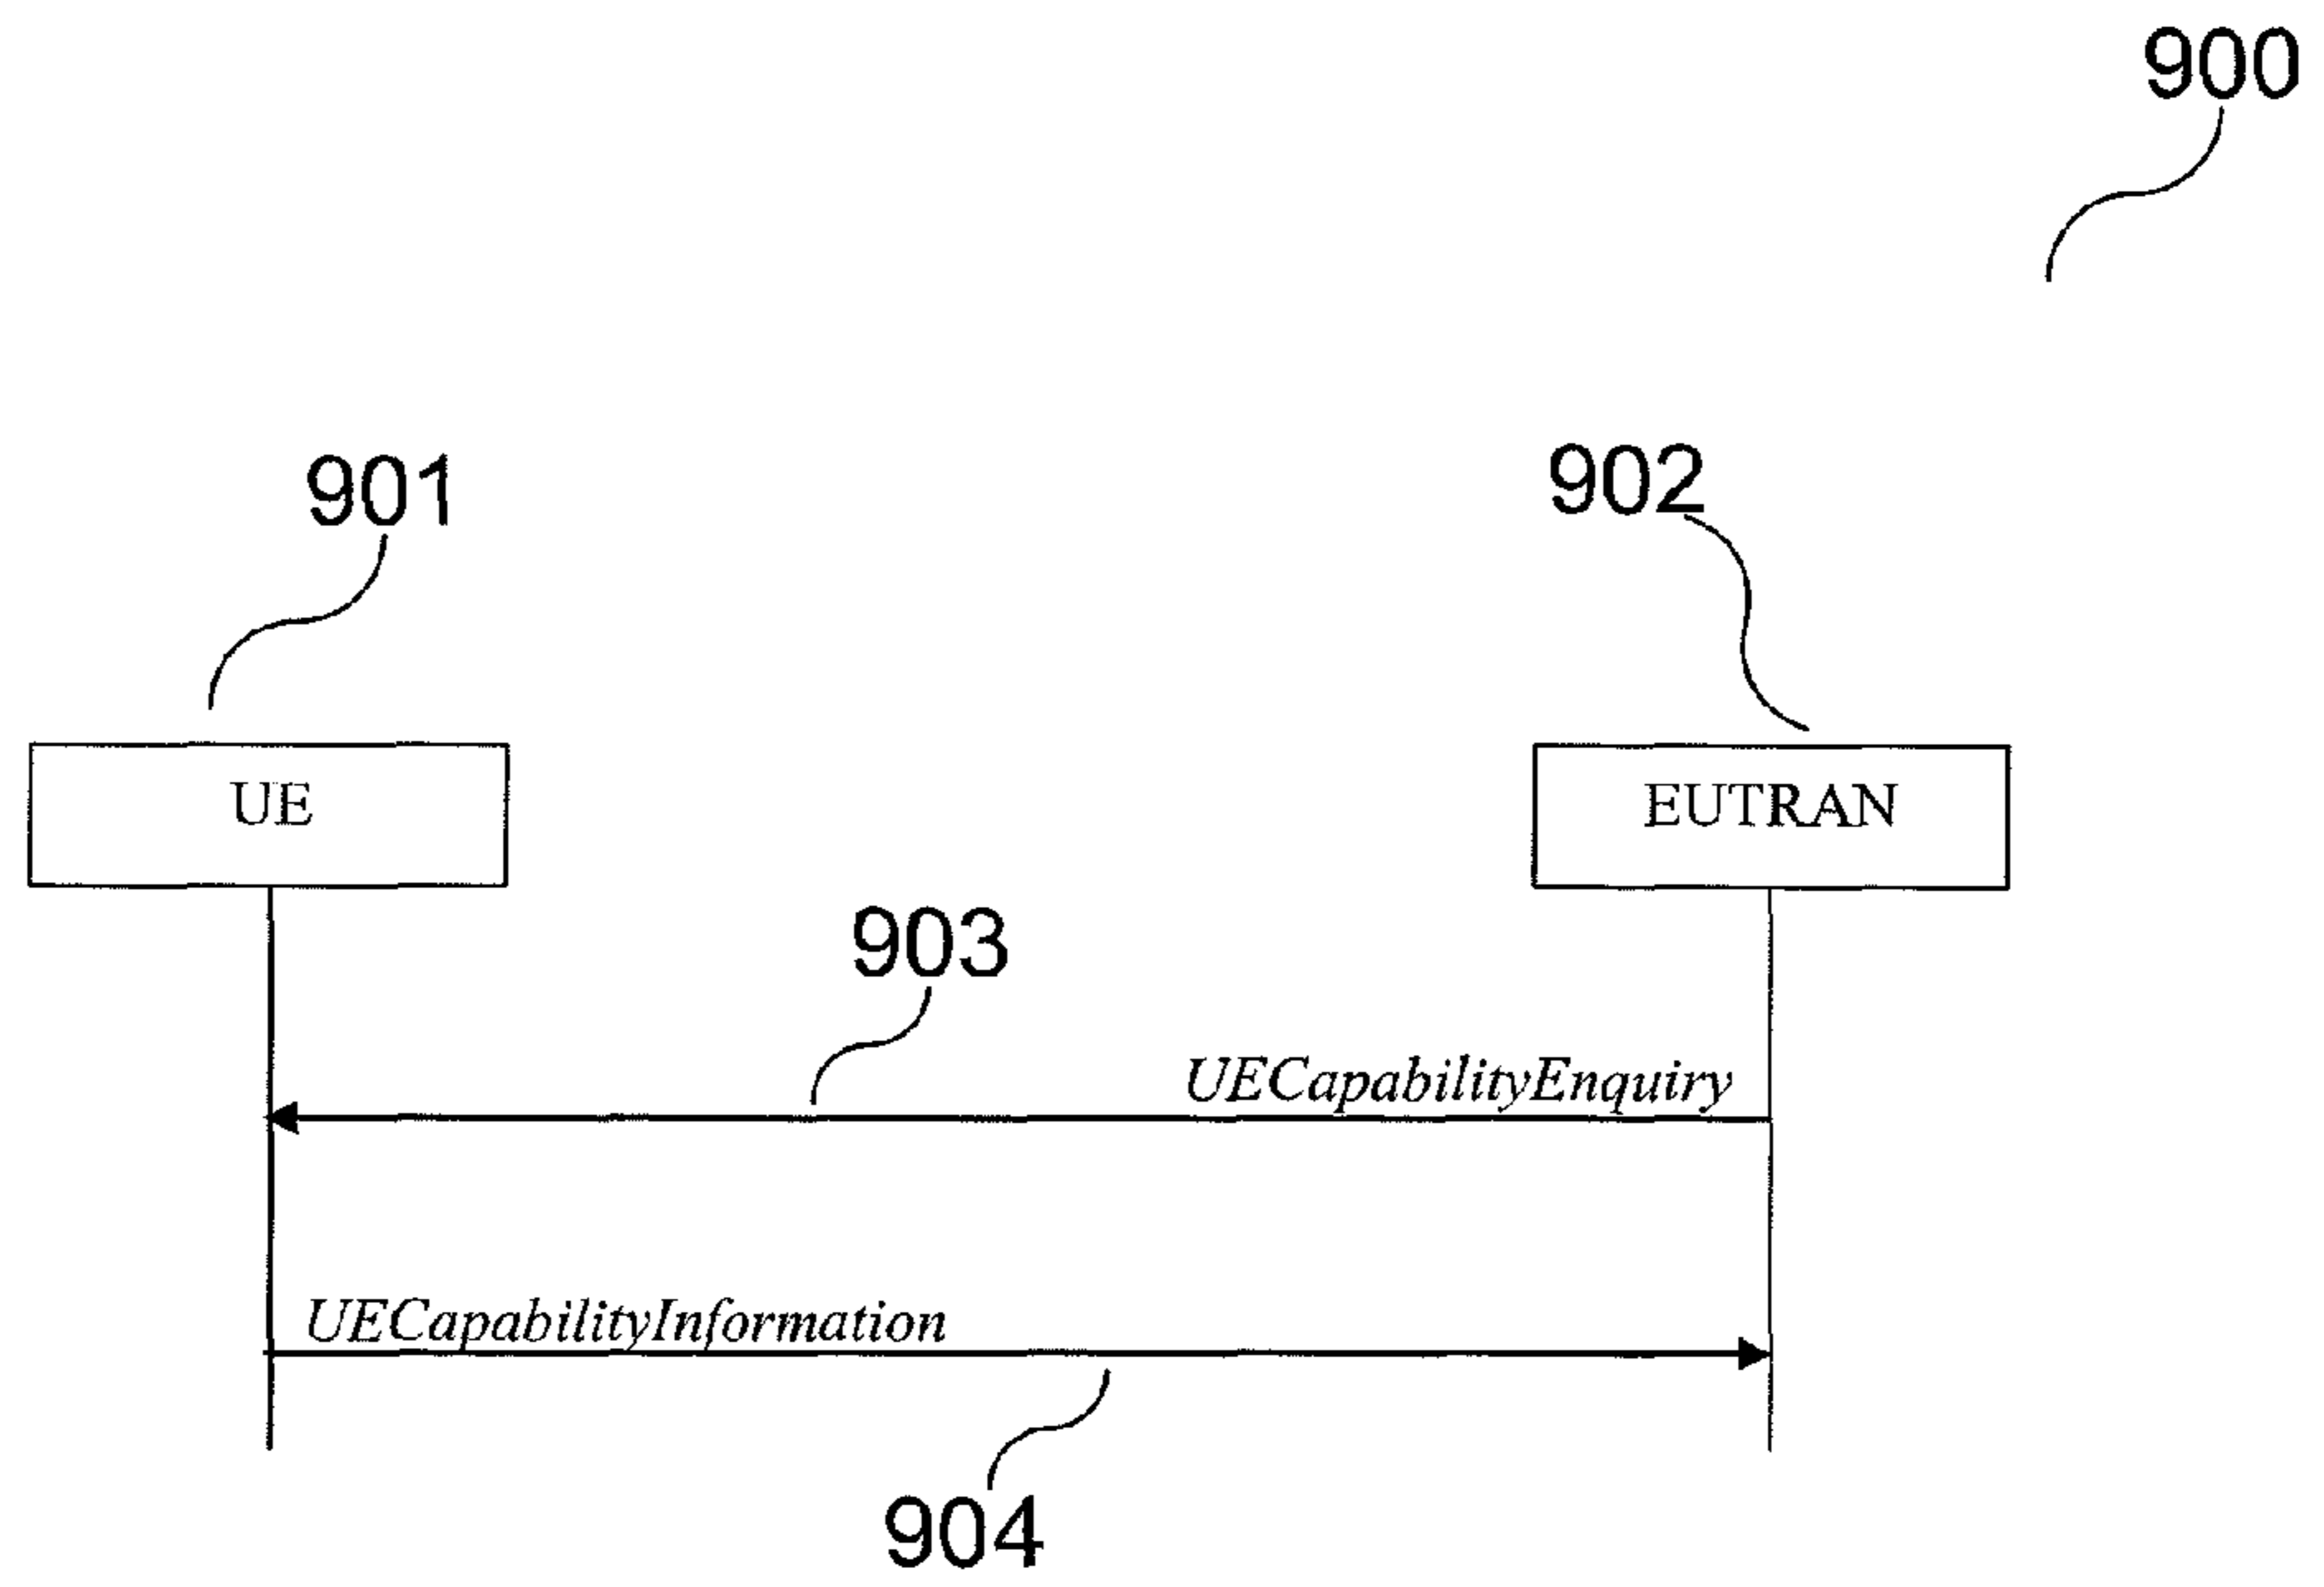 900
901
902
UE
EUTRAN
903
UECapabilityEnquiry
UECapabilityInformation
904